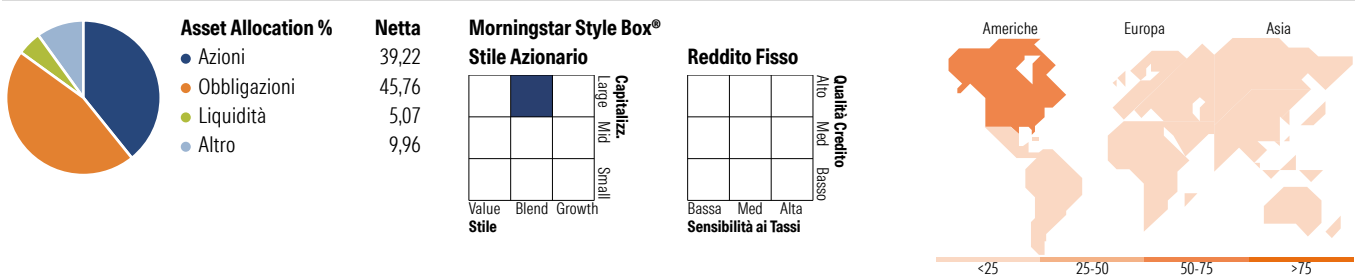 Asset Allocation % Netta
Azioni 39,22
Obbligazioni 45,76
Liquidità 5,07
Altro 9,96
Morningstar Style Box®
Stile Azionario
Large Mid Small
Capitalizz.
Value Blend Growth
Stile
Reddito Fisso
Alto Med Basso
Qualità Credito
Bassa Med Alta
Sensibilità ai Tassi
Americhe Europa Asia
<25 25-50 50-75 >75